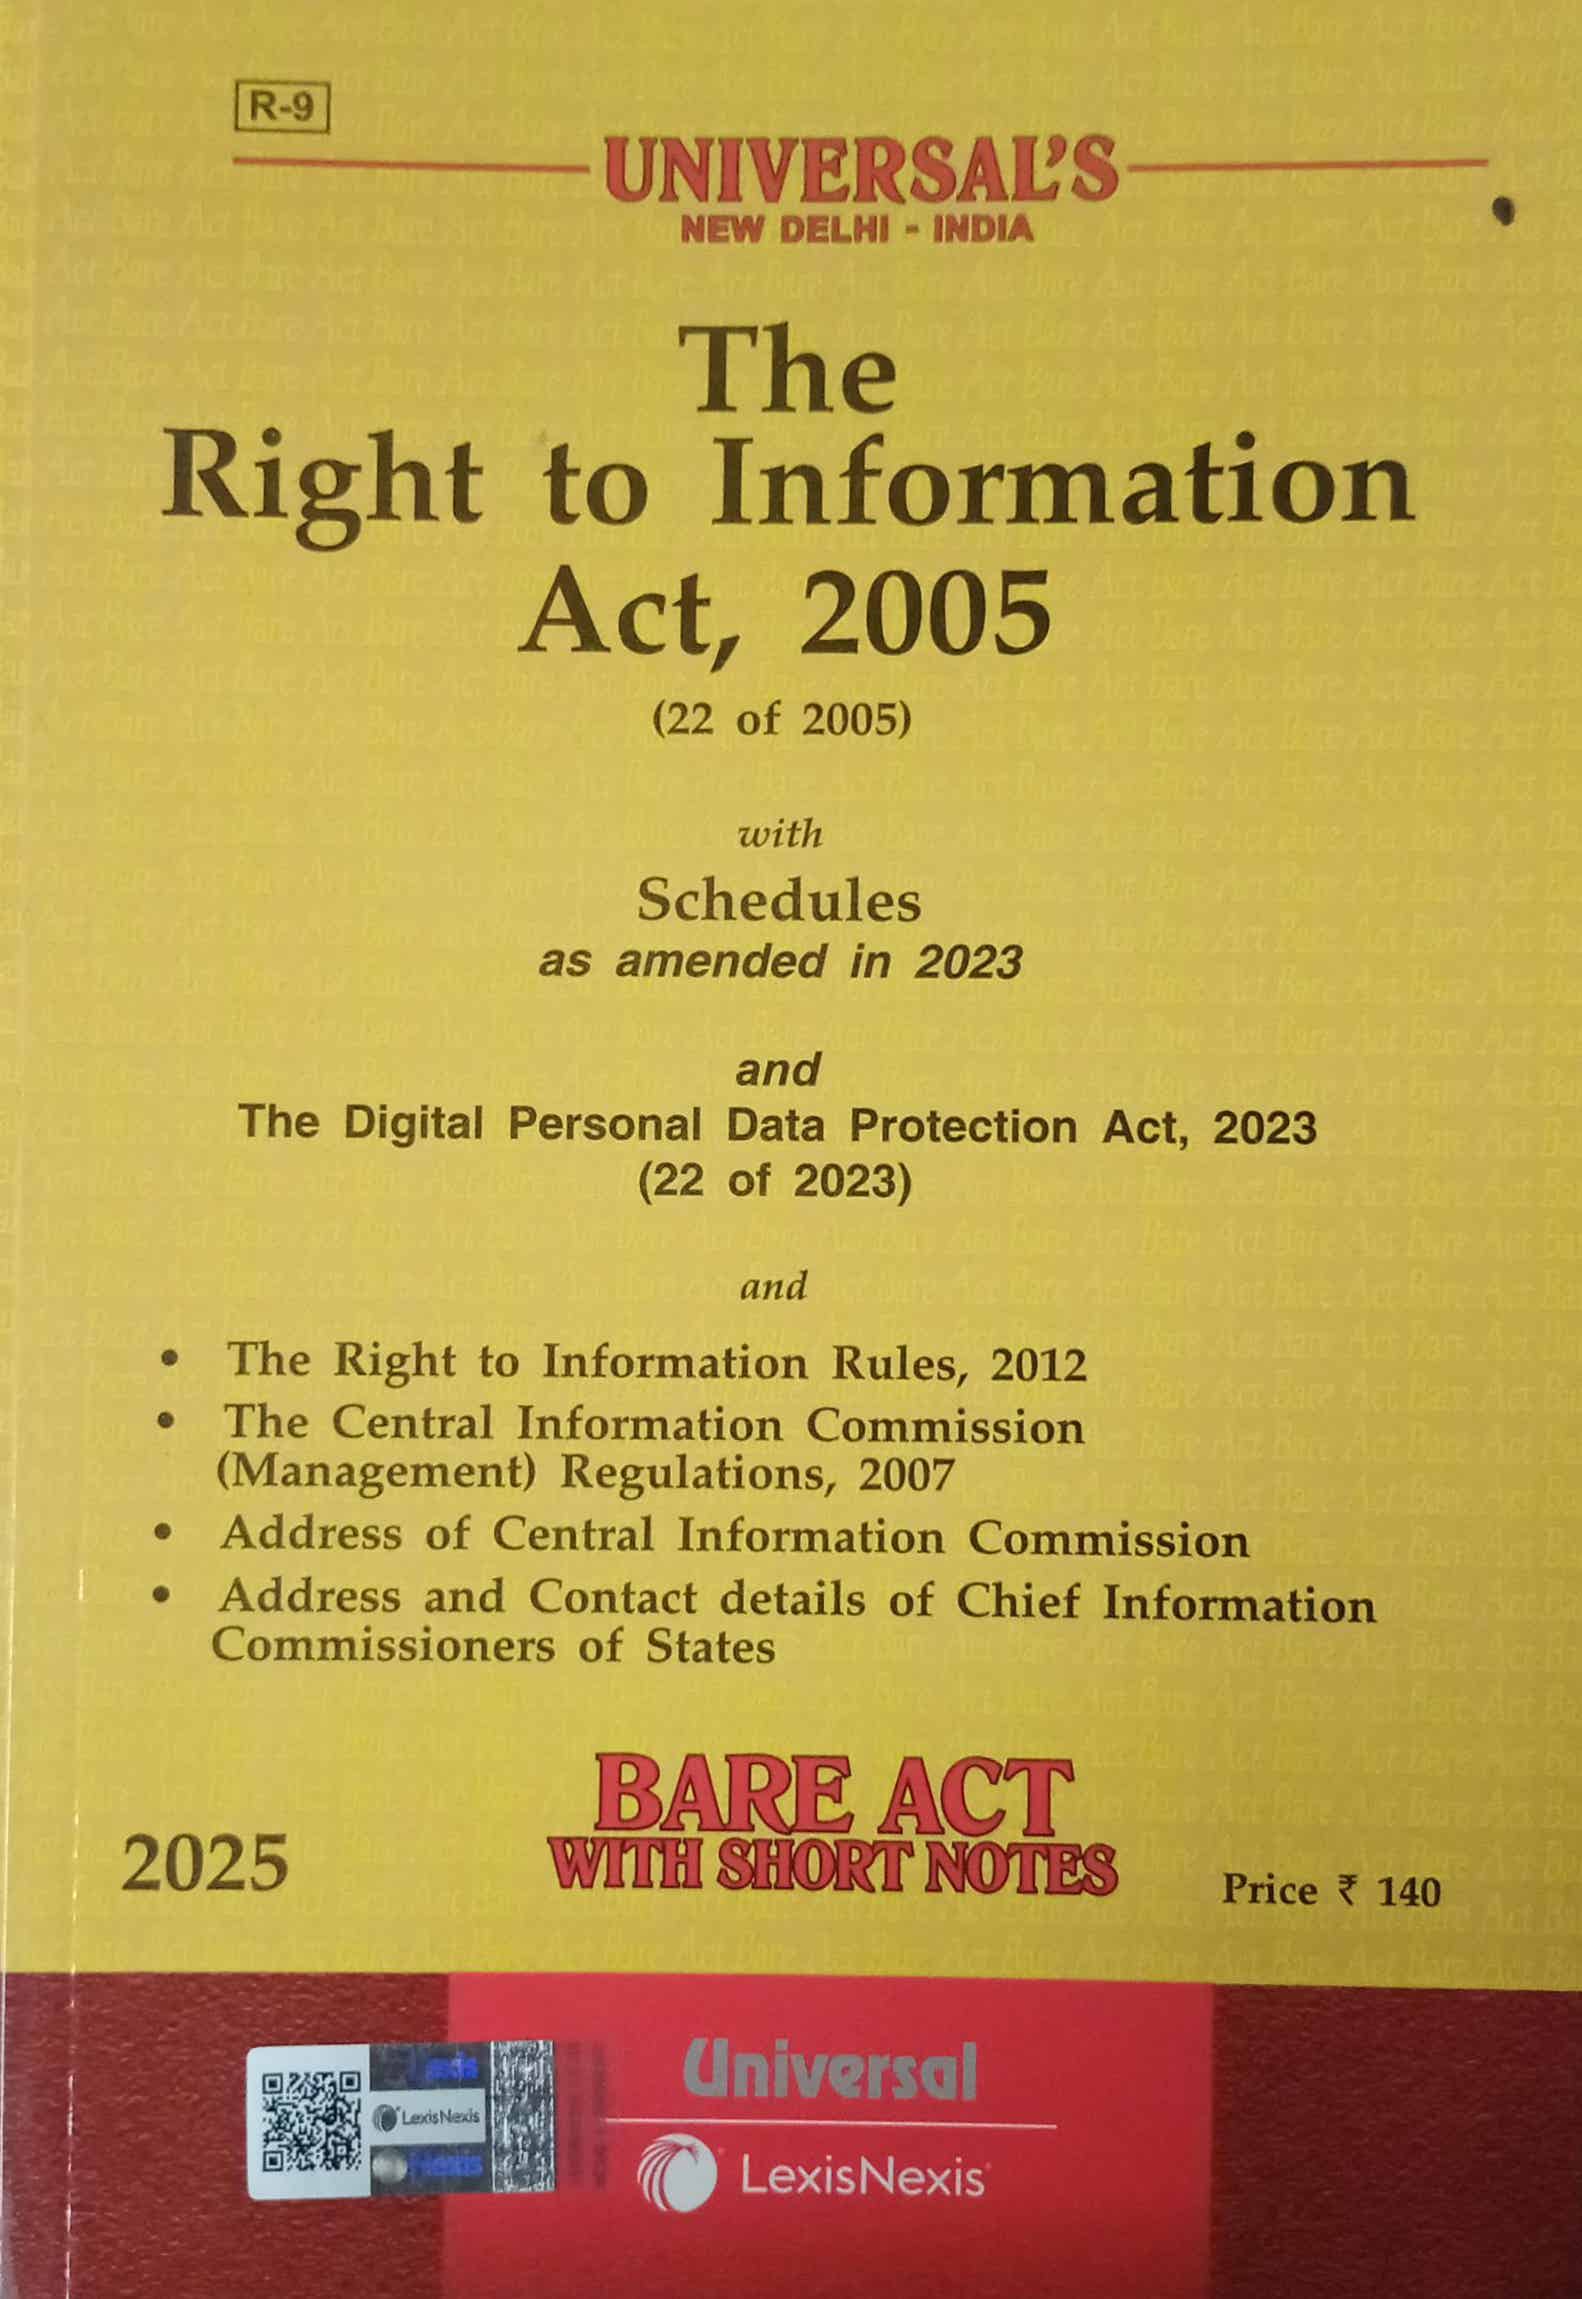 R-9
UNIVERSAL'S
NEW DELHI - INDIA
The
Right to Information
Act, 2005
(22 of 2005)
with
Schedules
as amended in 2023
and
The Digital Personal Data Protection Act, 2023
(22 of 2023)
and
• The Right to Information Rules, 2012
• The Central Information Commission
(Management) Regulations, 2007
• Address of Central Information Commission
• Address and Contact details of Chief Information
Commissioners of States
BARE ACT
WITH SHORT NOTES
2025
Price ₹ 140
Universal
LexisNexis
LexisNexis